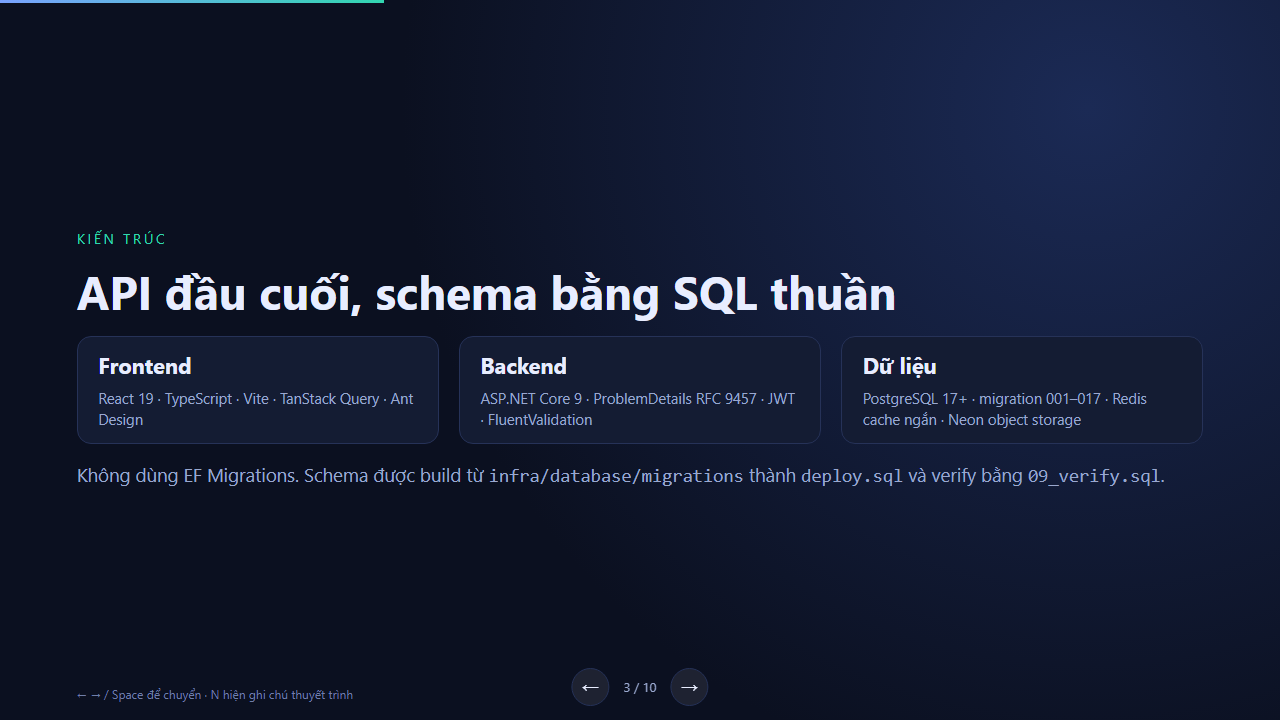 KIẾN TRÚC
API đầu cuối, schema bằng SQL thuần
Frontend
React 19 · TypeScript · Vite · TanStack Query · Ant
Design
Backend
ASP.NET Core 9 · ProblemDetails RFC 9457 · JWT
· FluentValidation
Dữ liệu
PostgreSQL 17+ · migration 001–017 · Redis
cache ngắn · Neon object storage
Không dùng EF Migrations. Schema được build từ infra/database/migrations thành deploy.sql và verify bằng 09_verify.sql.
← → / Space để chuyển · N hiện ghi chú thuyết trình
← 3 / 10 →